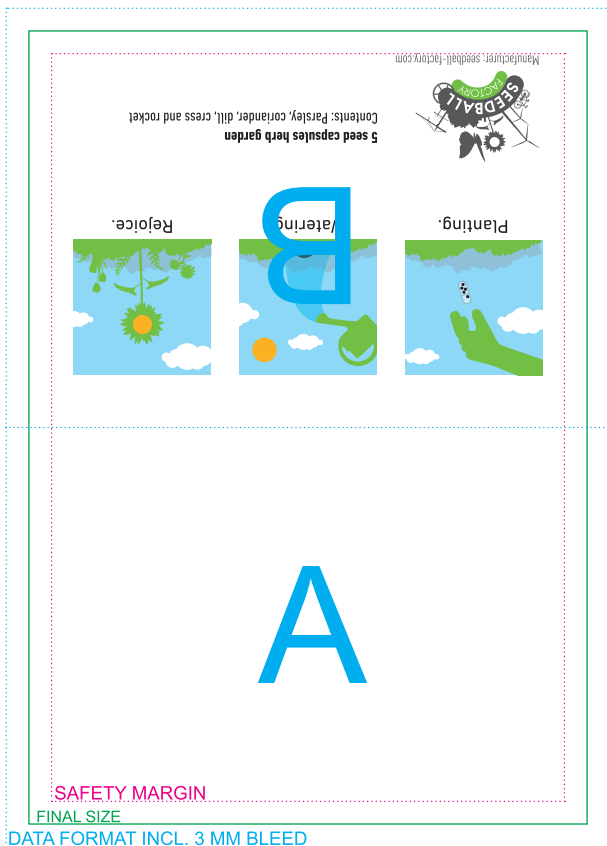 Manufacturer: seedball-factory.com
SEEDBALL
FACTORY
5 seed capsules herb garden
Contents: Parsley, coriander, dill, cress and rocket
Planting.
Watering.
Rejoice.
B
A
SAFETY MARGIN
FINAL SIZE
DATA FORMAT INCL. 3 MM BLEED